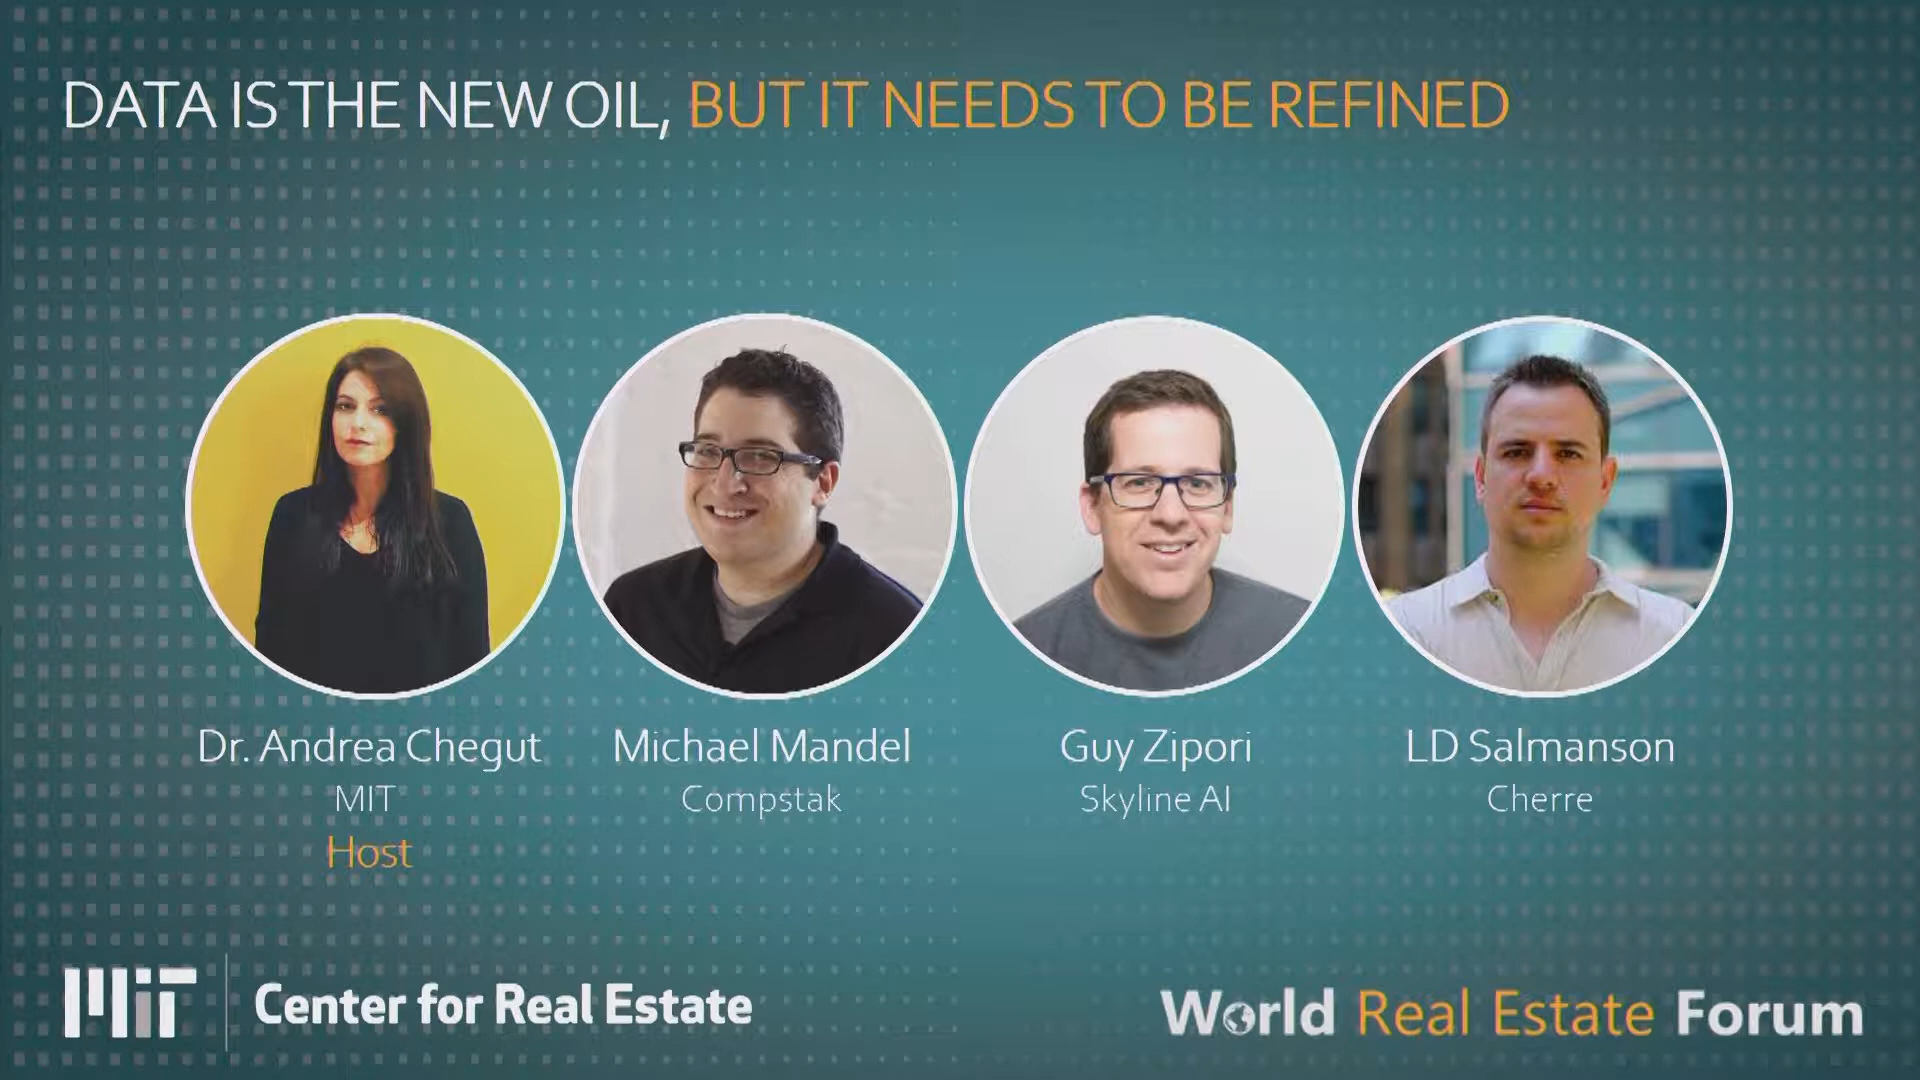 DATA IS THE NEW OIL, BUT IT NEEDS TO BE REFINED
Dr. Andrea Chegut
MIT
Host
Michael Mandel
Compstak
Guy Zipori
Skyline AI
LD Salmanson
Cherre
MIT Center for Real Estate
World Real Estate Forum